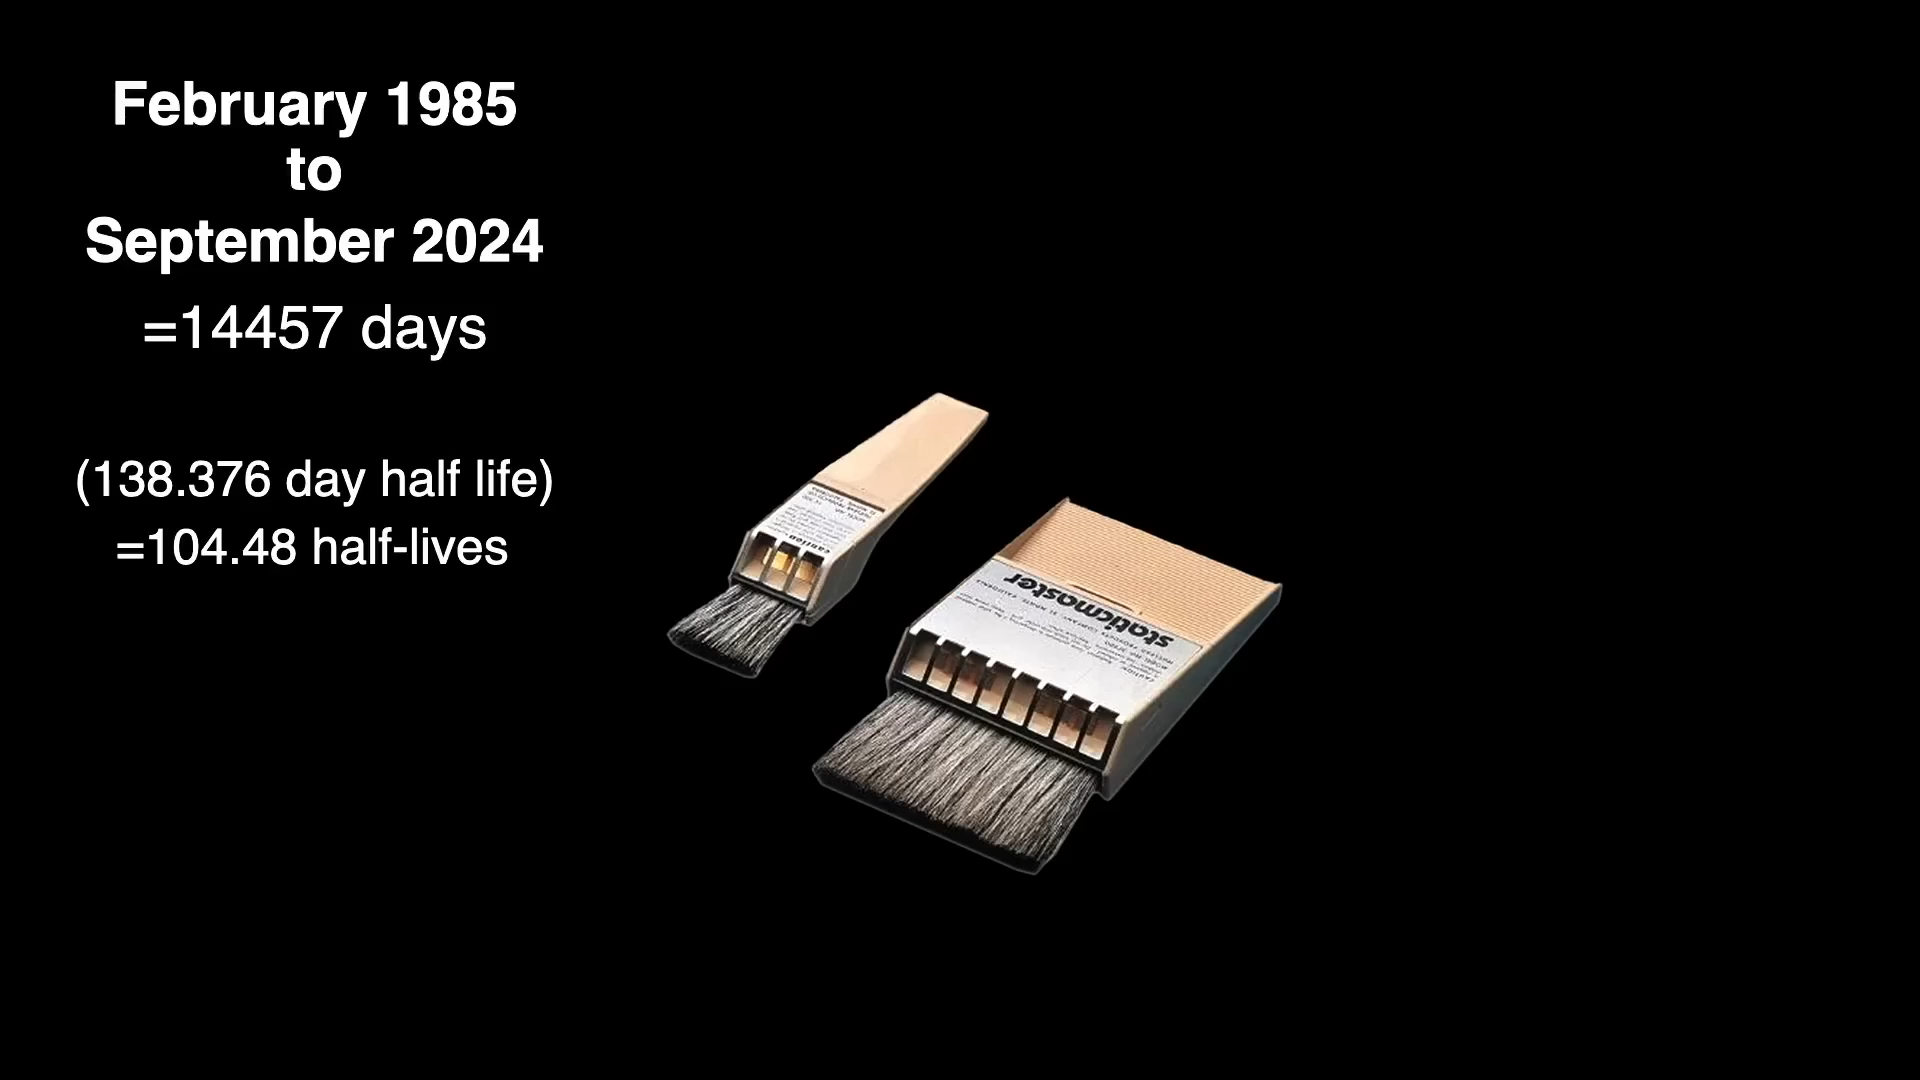 February 1985
to
September 2024
=14457 days
(138.376 day half life)
=104.48 half-lives
staticmaster